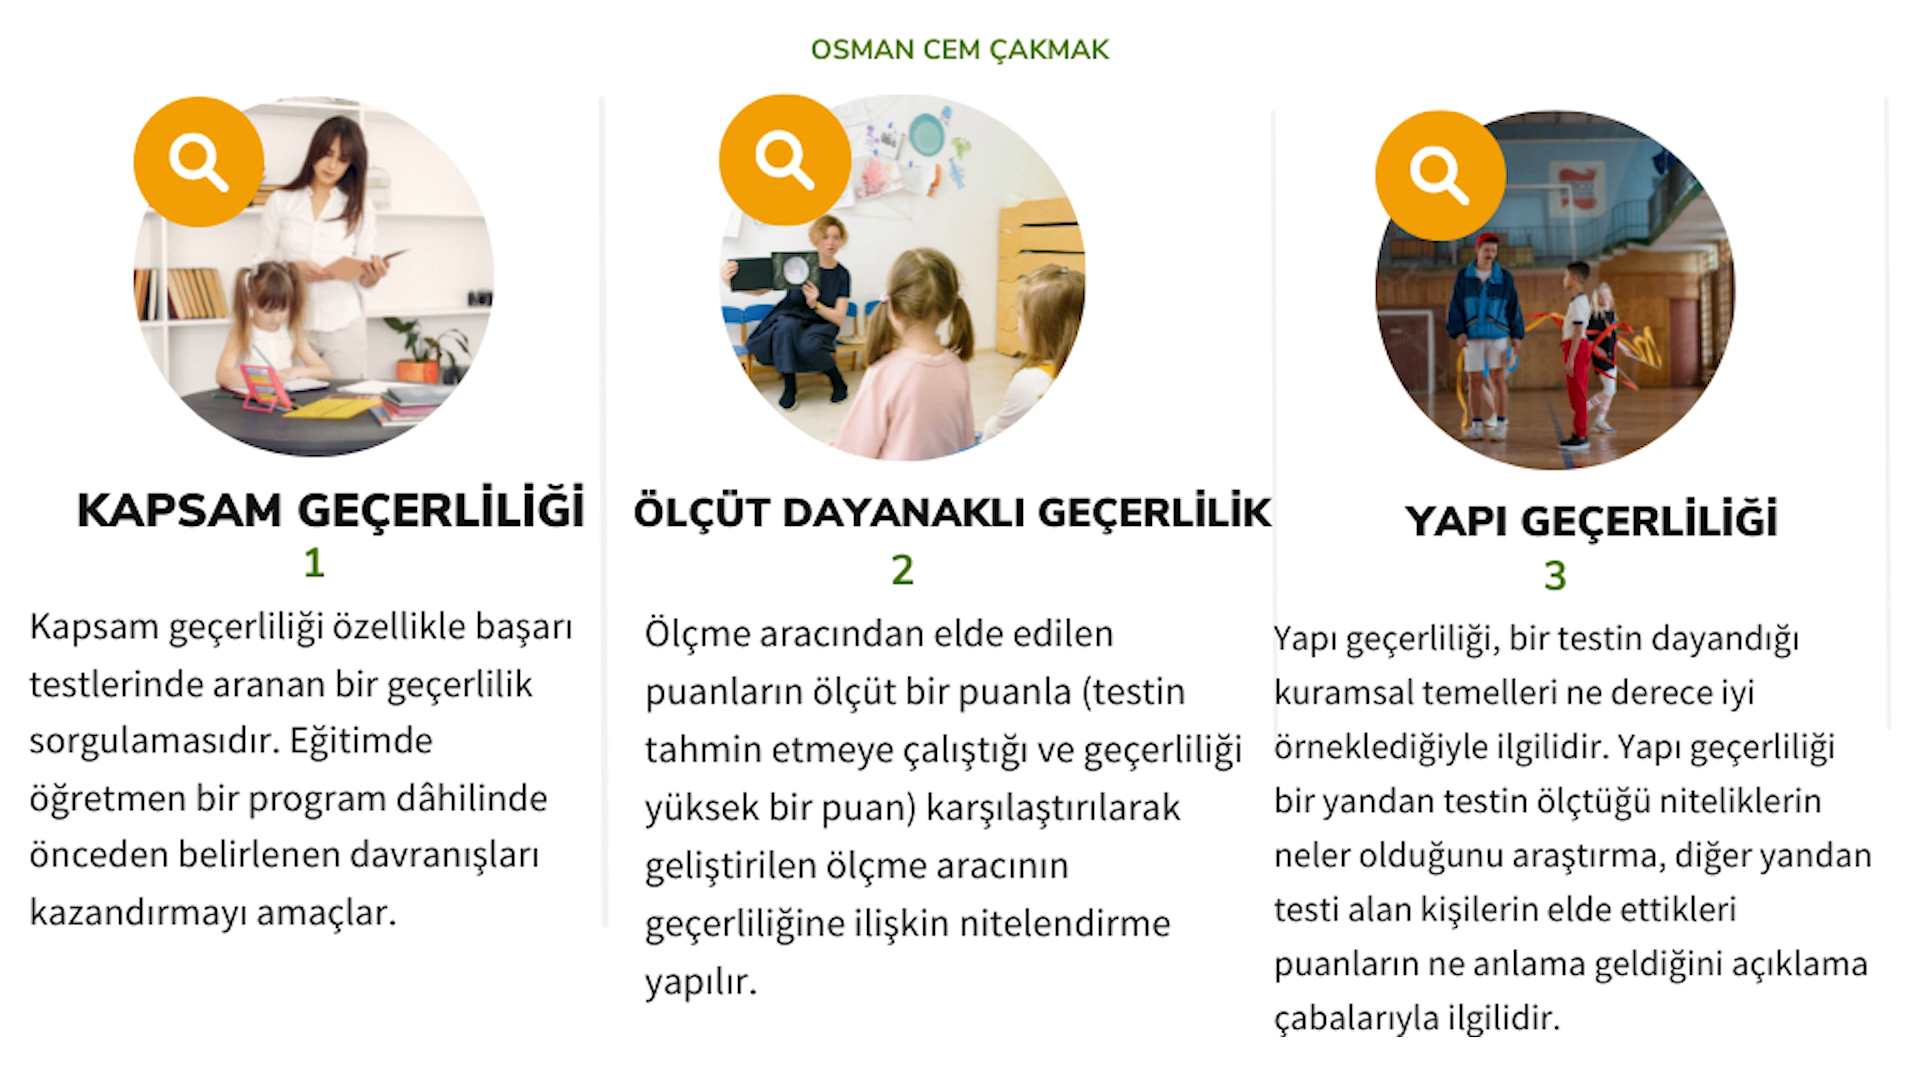 OSMAN CEM ÇAKMAK
KAPSAM GEÇERLİLİĞİ
1
Kapsam geçerliliği özellikle başarı
testlerinde aranan bir geçerlilik
sorgulamasıdır. Eğitimde
öğretmen bir program dâhilinde
önceden belirlenen davranışları
kazandırmayı amaçlar.
ÖLÇÜT DAYANAKLI GEÇERLİLİK
2
Ölçme aracından elde edilen
puanların ölçüt bir puanla (testin
tahmin etmeye çalıştığı ve geçerliliği
yüksek bir puan) karşılaştırılarak
geliştirilen ölçme aracının
geçerliliğine ilişkin nitelendirme
yapılır.
YAPI GEÇERLİLİĞİ
3
Yapı geçerliliği, bir testin dayandığı
kuramsal temelleri ne derece iyi
örneklediğiyle ilgilidir. Yapı geçerliliği
bir yandan testin ölçtüğü niteliklerin
neler olduğunu araştırma, diğer yandan
testi alan kişilerin elde ettikleri
puanların ne anlama geldiğini açıklama
çabalarıyla ilgilidir.